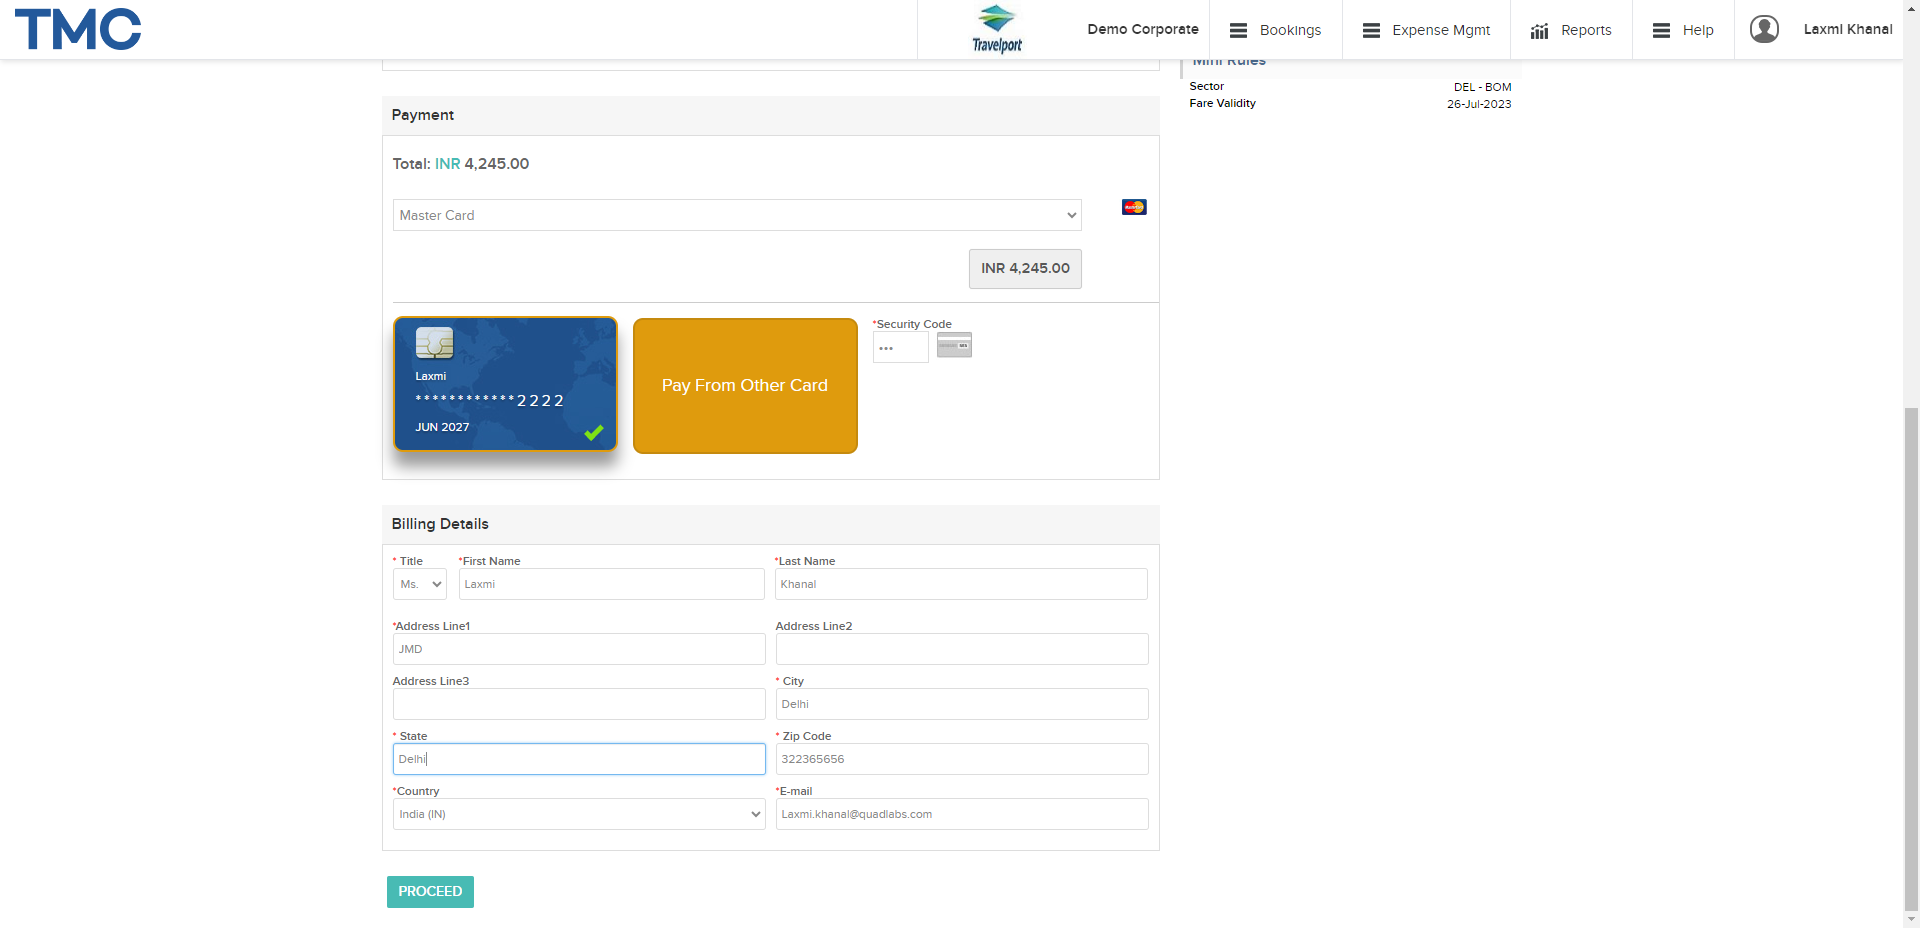 TMC
Travelport
Demo Corporate
Bookings
Expense Mgmt
Reports
Help
Laxmi Khanal
Mini Rules
Sector DEL - BOM
Fare Validity 26-Jul-2023
Payment
Total: INR 4,245.00
Master Card
INR 4,245.00
Laxmi
************2222
JUN 2027
Pay From Other Card
*Security Code
•••
Billing Details
* Title *First Name *Last Name
Ms. Laxmi Khanal
*Address Line1 Address Line2
JMD
Address Line3 * City
Delhi
* State * Zip Code
Delhi 322365656
*Country *E-mail
India (IN) Laxmi.khanal@quadlabs.com
PROCEED